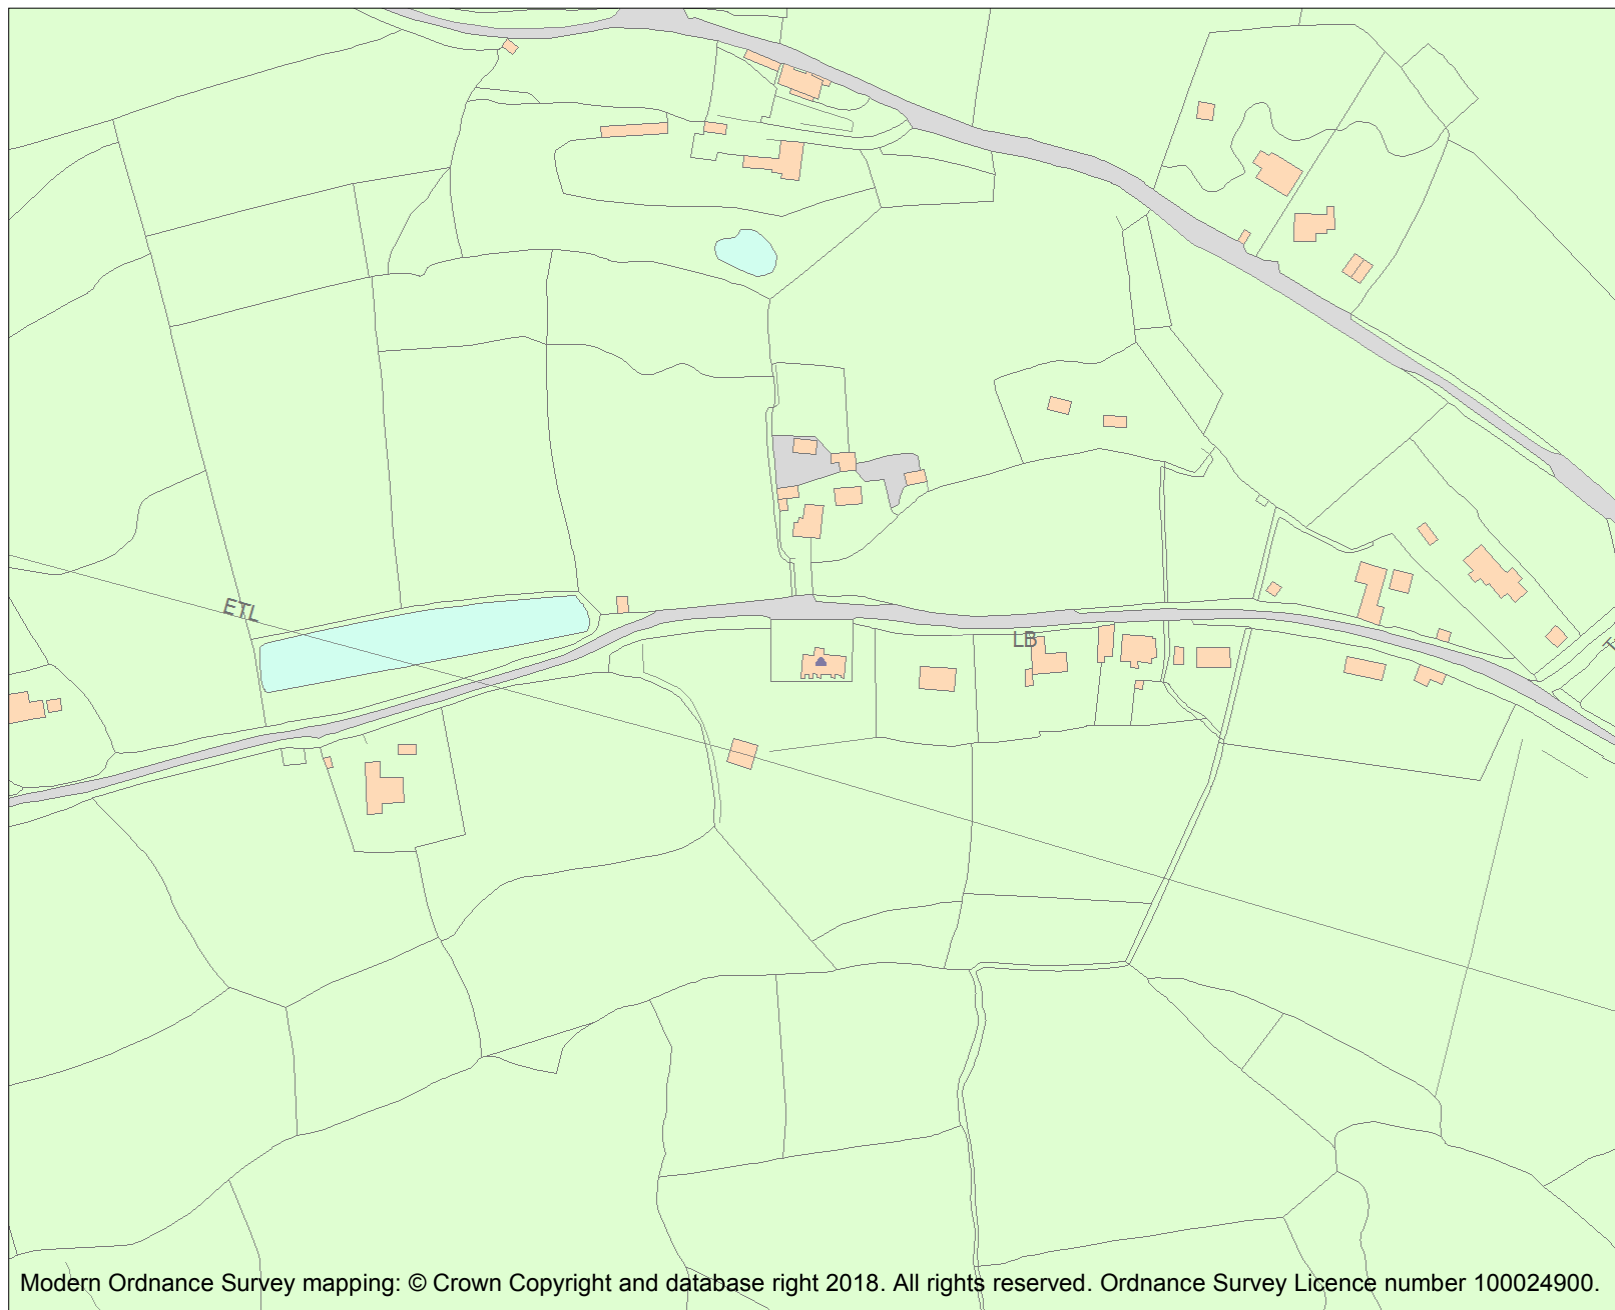 ETL
LB
Modern Ordnance Survey mapping: © Crown Copyright and database right 2018. All rights reserved. Ordnance Survey Licence number 100024900.